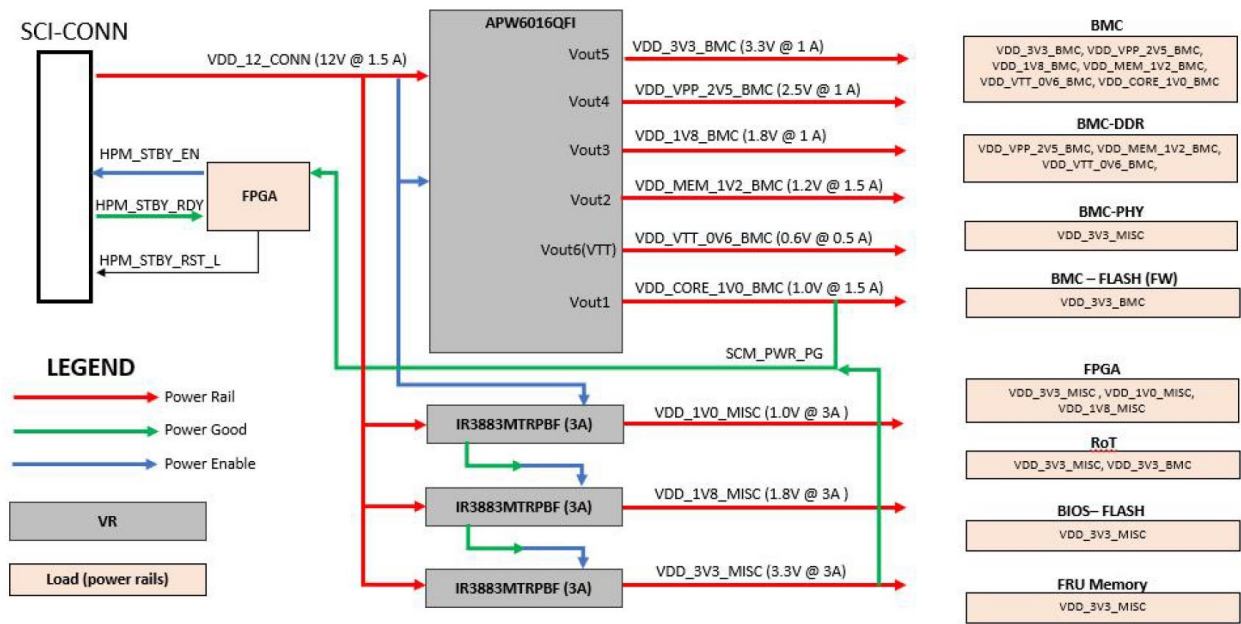 SCI-CONN
VDD_12_CONN (12V @ 1.5 A)
HPM_STBY_EN
HPM_STBY_RDY
HPM_STBY_RST_L
FPGA
APW6016QFI
Vout5
Vout4
Vout3
Vout2
Vout6(VTT)
Vout1
VDD_3V3_BMC (3.3V @ 1 A)
VDD_VPP_2V5_BMC (2.5V @ 1 A)
VDD_1V8_BMC (1.8V @ 1 A)
VDD_MEM_1V2_BMC (1.2V @ 1.5 A)
VDD_VTT_0V6_BMC (0.6V @ 0.5 A)
VDD_CORE_1V0_BMC (1.0V @ 1.5 A)
SCM_PWR_PG
IR3883MTRPBF (3A)
VDD_1V0_MISC (1.0V @ 3A )
IR3883MTRPBF (3A)
VDD_1V8_MISC (1.8V @ 3A )
IR3883MTRPBF (3A)
VDD_3V3_MISC (3.3V @ 3A)
LEGEND
Power Rail
Power Good
Power Enable
VR
Load (power rails)
BMC
VDD_3V3_BMC, VDD_VPP_2V5_BMC,
VDD_1V8_BMC, VDD_MEM_1V2_BMC,
VDD_VTT_0V6_BMC, VDD_CORE_1V0_BMC
BMC-DDR
VDD_VPP_2V5_BMC, VDD_MEM_1V2_BMC,
VDD_VTT_0V6_BMC,
BMC-PHY
VDD_3V3_MISC
BMC – FLASH (FW)
VDD_3V3_BMC
FPGA
VDD_3V3_MISC , VDD_1V0_MISC,
VDD_1V8_MISC
RoT
VDD_3V3_MISC, VDD_3V3_BMC
BIOS– FLASH
VDD_3V3_MISC
FRU Memory
VDD_3V3_MISC